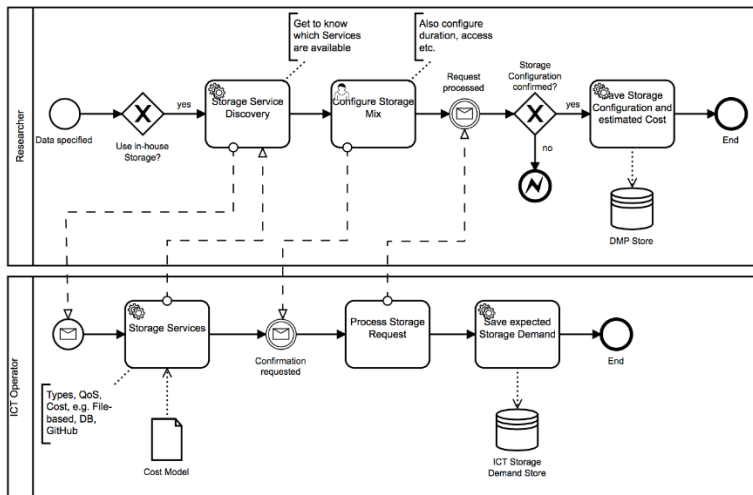 Researcher
Get to know
which Services
are available
Also configure
duration, access
etc.
Data specified
Use in-house
Storage?
yes
Storage Service
Discovery
Configure Storage
Mix
Request
processed
Storage
Configuration
confirmed?
yes
no
Save Storage
Configuration and
estimated Cost
End
DMP Store
ICT Operator
Storage Services
Types, QoS,
Cost, e.g. File-
based, DB,
GitHub
Cost Model
Confirmation
requested
Process Storage
Request
Save expected
Storage Demand
End
ICT Storage
Demand Store